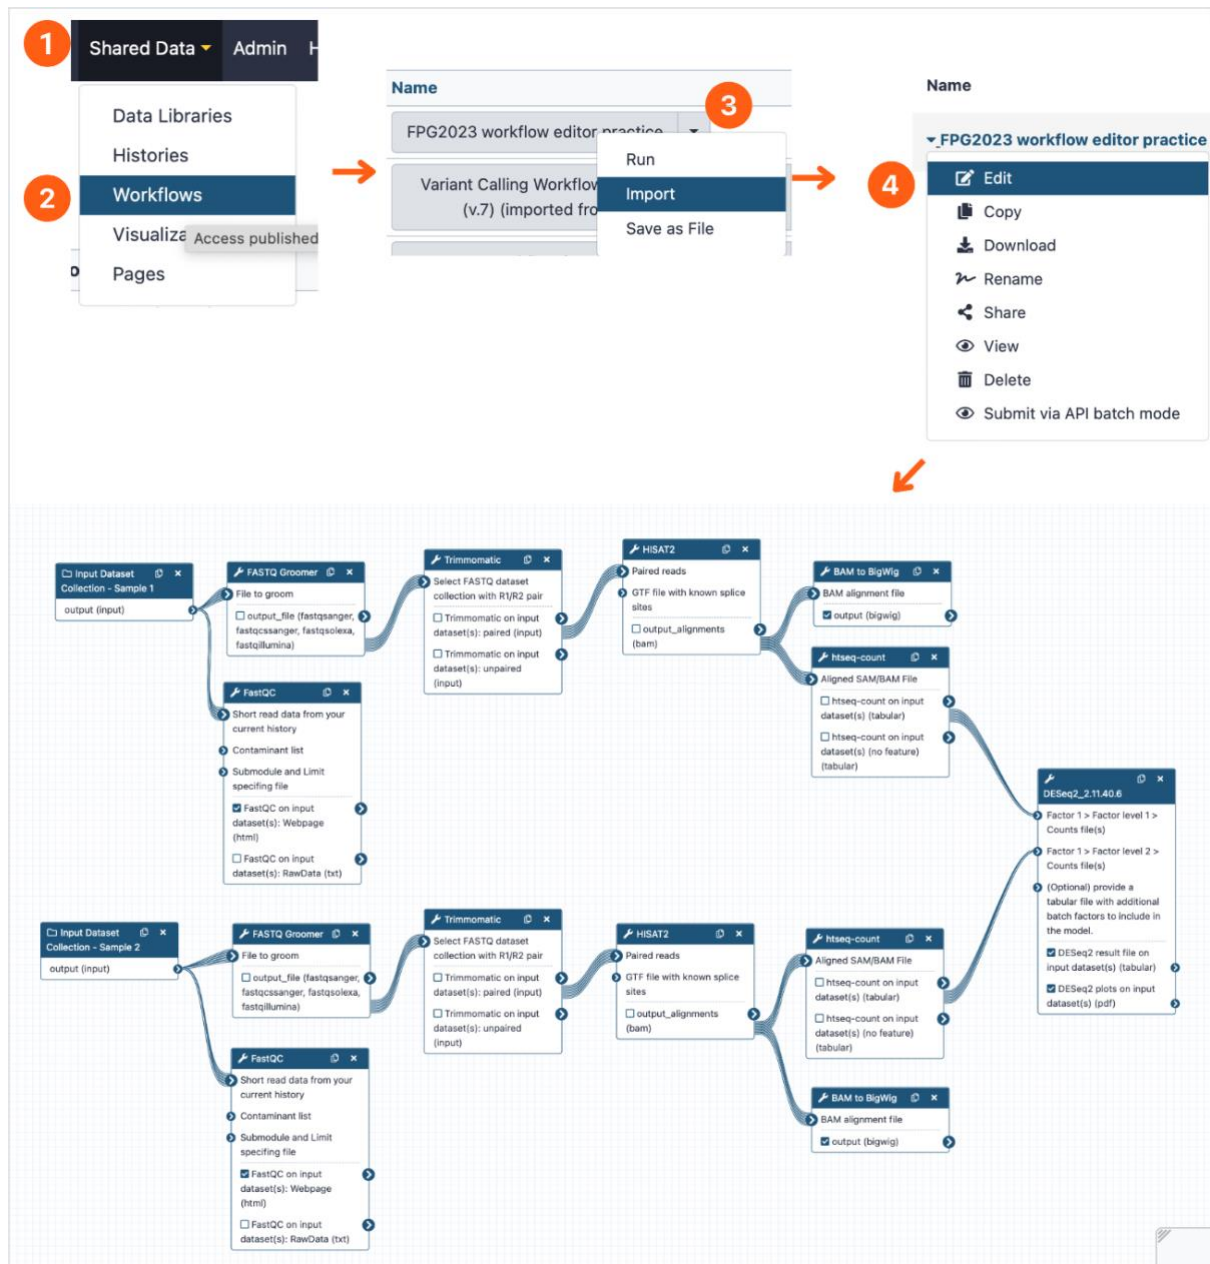 1
Shared Data
Admin
H
Data Libraries
Histories
2
Workflows
Visualiza
Access published
Pages
Name
3
FPG2023 workflow editor practice
Run
Variant Calling Workflow
Import
(v.7) (imported fro
Save as File
Name
FPG2023 workflow editor practice
4
Edit
Copy
Download
Rename
Share
View
Delete
Submit via API batch mode
Input Dataset
Collection - Sample 1
output (input)
FASTQ Groomer
File to groom
output_file (fastqsanger,
fastqcssanger, fastqsolexa,
fastqillumina)
FastQC
Short read data from your
current history
Contaminant list
Submodule and Limit
specifing file
FastQC on input
dataset(s): Webpage
(html)
FastQC on input
dataset(s): RawData (txt)
Trimmomatic
Select FASTQ dataset
collection with R1/R2 pair
Trimmomatic on input
dataset(s): paired (input)
Trimmomatic on input
dataset(s): unpaired
(input)
HISAT2
Paired reads
GTF file with known splice
sites
output_alignments
(bam)
BAM to BigWig
BAM alignment file
output (bigwig)
htseq-count
Aligned SAM/BAM File
htseq-count on input
dataset(s) (tabular)
htseq-count on input
dataset(s) (no feature)
(tabular)
DESeq2_2.11.40.6
Factor 1 > Factor level 1 >
Counts file(s)
Factor 1 > Factor level 2 >
Counts file(s)
(Optional) provide a
tabular file with additional
batch factors to include in
the model.
DESeq2 result file on
input dataset(s) (tabular)
DESeq2 plots on input
dataset(s) (pdf)
Input Dataset
Collection - Sample 2
output (input)
FASTQ Groomer
File to groom
output_file (fastqsanger,
fastqcssanger, fastqsolexa,
fastqillumina)
FastQC
Short read data from your
current history
Contaminant list
Submodule and Limit
specifing file
FastQC on input
dataset(s): Webpage
(html)
FastQC on input
dataset(s): RawData (txt)
Trimmomatic
Select FASTQ dataset
collection with R1/R2 pair
Trimmomatic on input
dataset(s): paired (input)
Trimmomatic on input
dataset(s): unpaired
(input)
HISAT2
Paired reads
GTF file with known splice
sites
output_alignments
(bam)
htseq-count
Aligned SAM/BAM File
htseq-count on input
dataset(s) (tabular)
htseq-count on input
dataset(s) (no feature)
(tabular)
BAM to BigWig
BAM alignment file
output (bigwig)